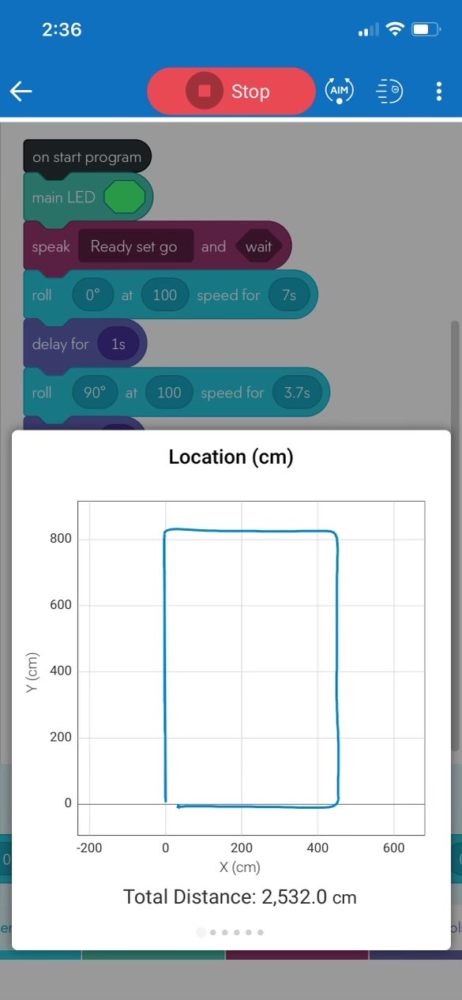 2:36
Stop
AIM
on start program
main LED
speak Ready set go and wait
roll 0° at 100 speed for 7s
delay for 1s
roll 90° at 100 speed for 3.7s
Location (cm)
800
600
400
200
0
Y (cm)
-200 0 200 400 600
X (cm)
Total Distance: 2,532.0 cm